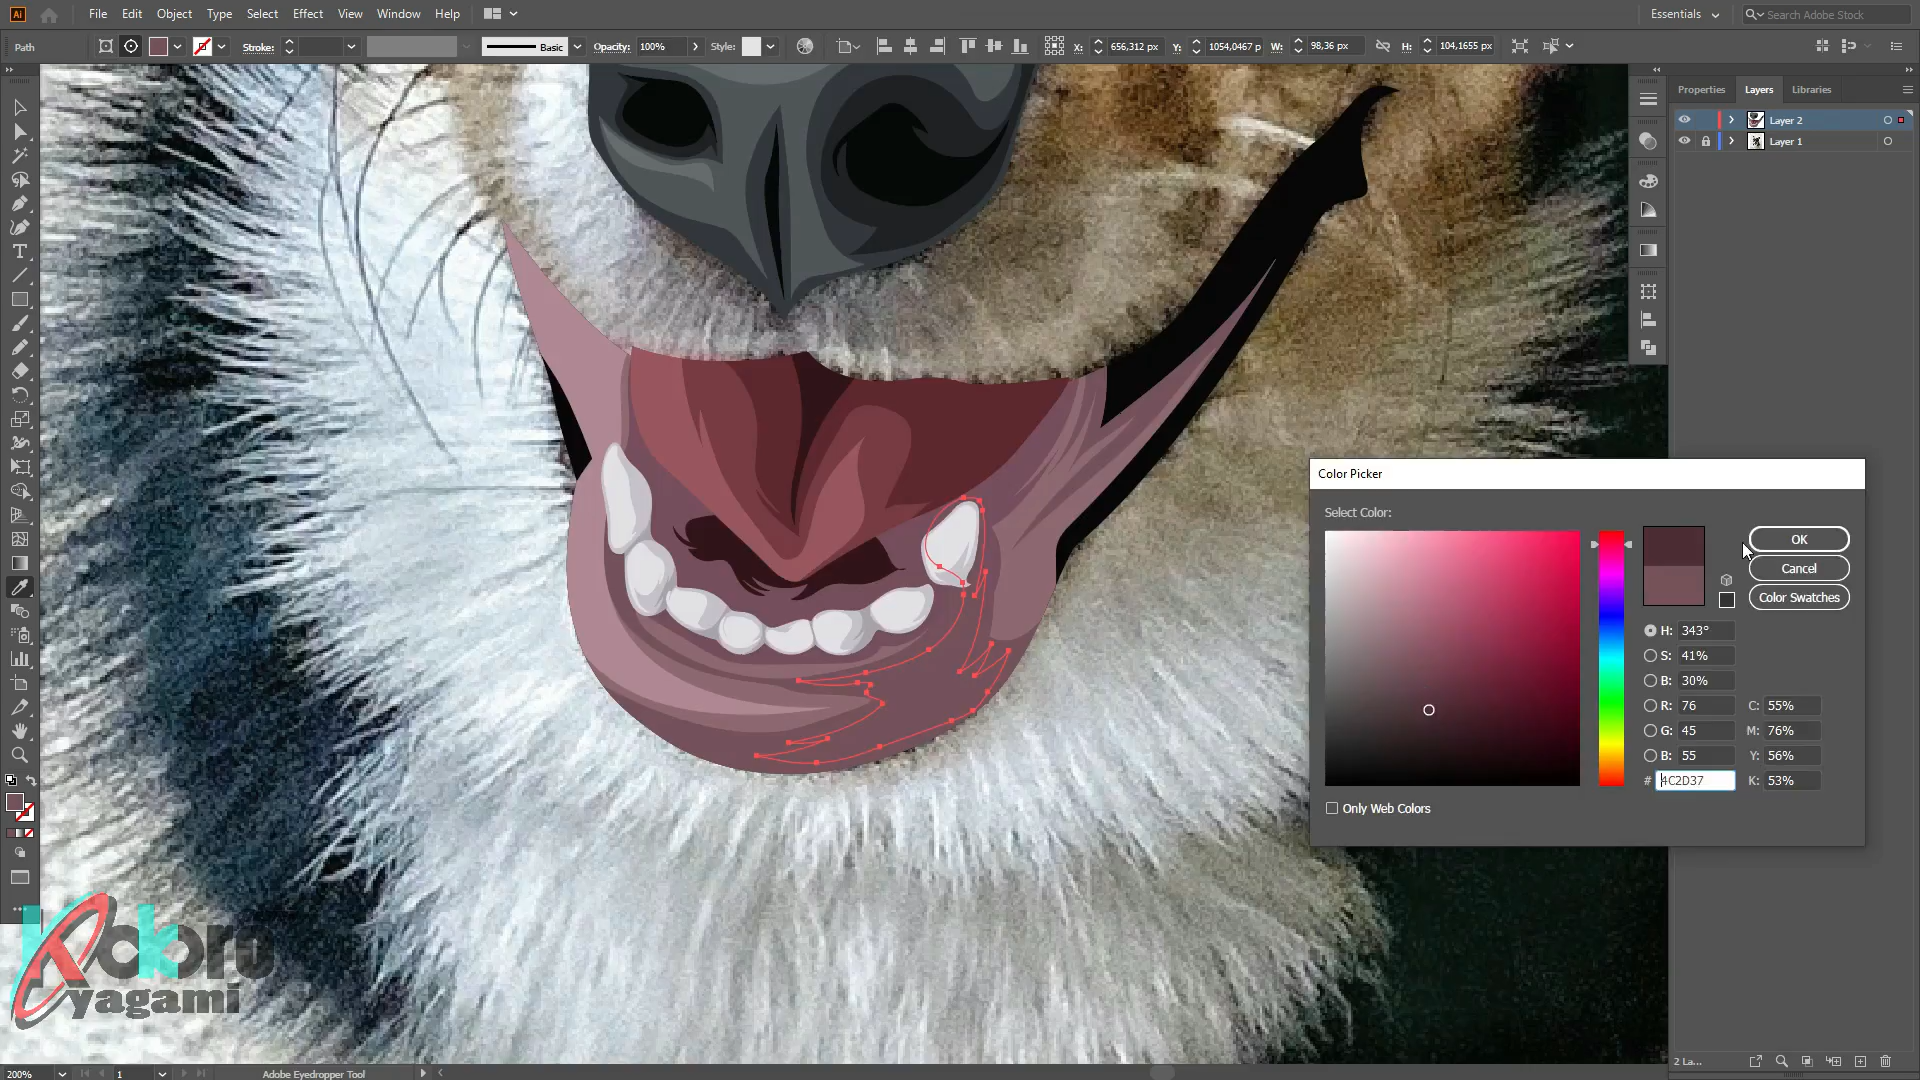 Ai File Edit Object Type Select Effect View Window Help Essentials Search Adobe Stock
Path Stroke: Basic Opacity: 100% Style: X: 656,312 px Y: 1054,0467 p W: 98,36 px H: 104,1655 px
Properties Layers Libraries
Layer 2
Layer 1
Color Picker
Select Color:
OK
Cancel
Color Swatches
H: 343°
S: 41%
B: 30%
R: 76 C: 55%
G: 45 M: 76%
B: 55 Y: 56%
# 4C2D37 K: 53%
Only Web Colors
Kokoru
yagami
2 La...
200% 1 Adobe Eyedropper Tool